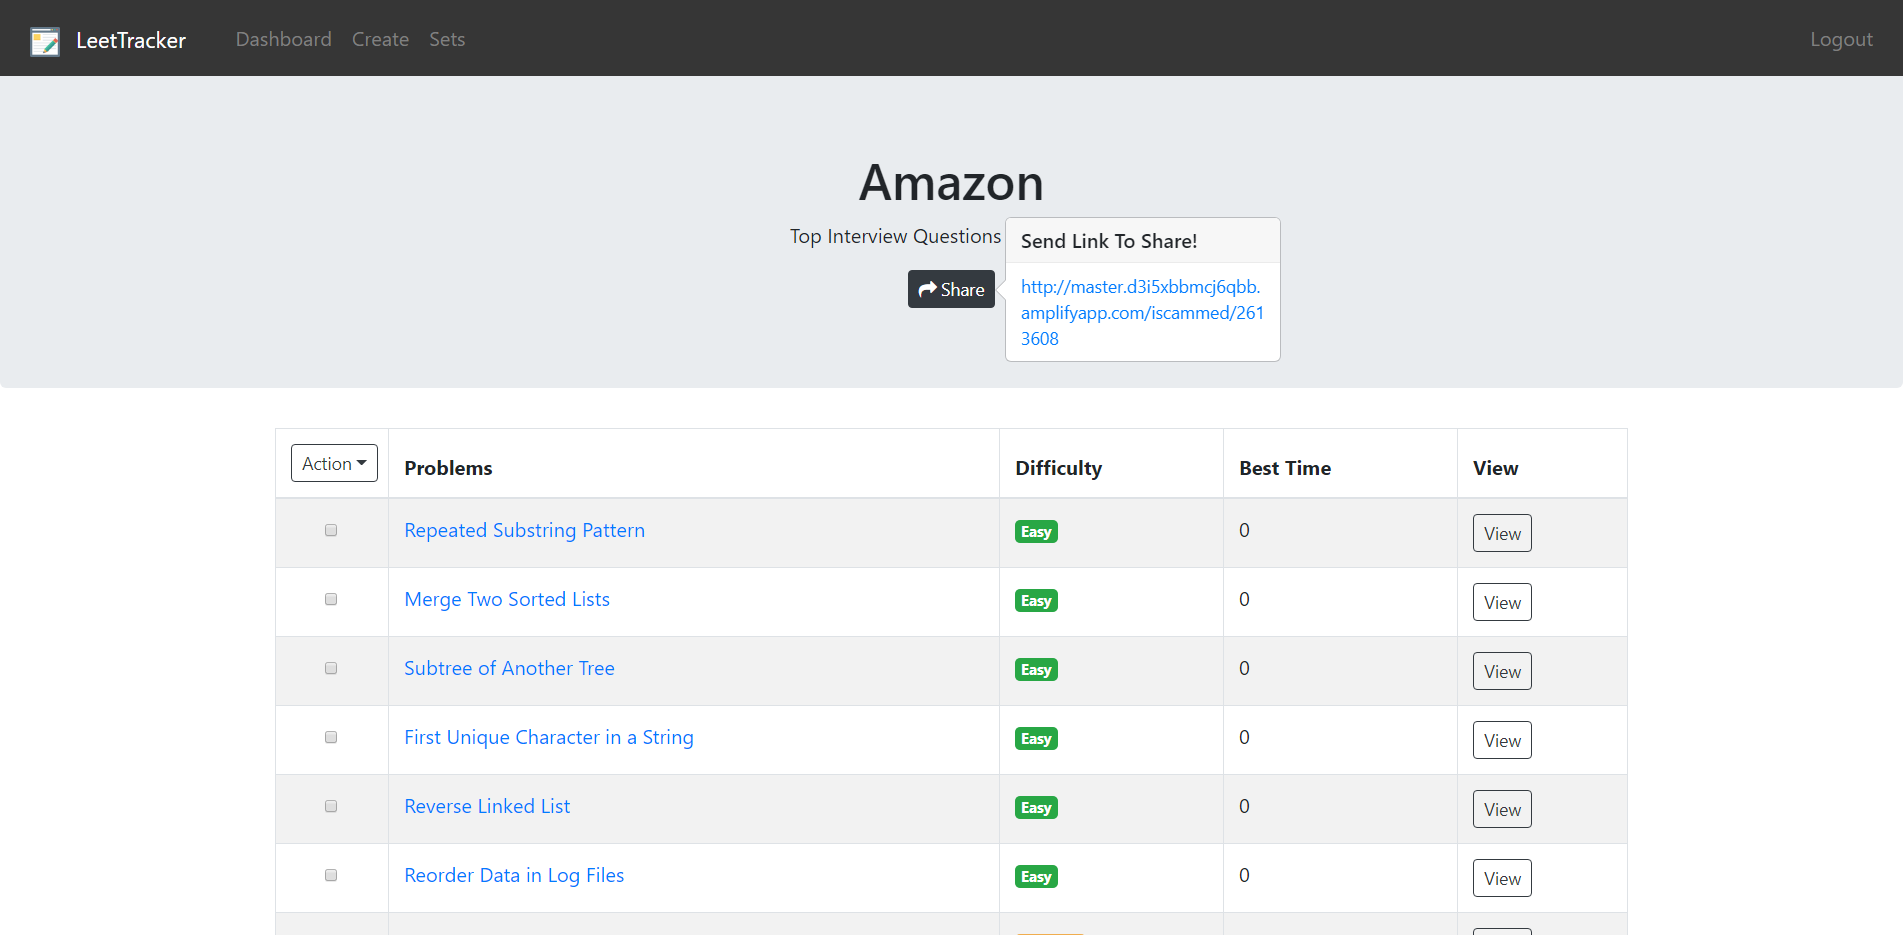 LeetTracker Dashboard Create Sets Logout
Amazon
Top Interview Questions
Share
Send Link To Share!
http://master.d3i5xbbmcj6qbb.
amplifyapp.com/iscammed/261
3608
Action Problems Difficulty Best Time View
Repeated Substring Pattern Easy 0 View
Merge Two Sorted Lists Easy 0 View
Subtree of Another Tree Easy 0 View
First Unique Character in a String Easy 0 View
Reverse Linked List Easy 0 View
Reorder Data in Log Files Easy 0 View